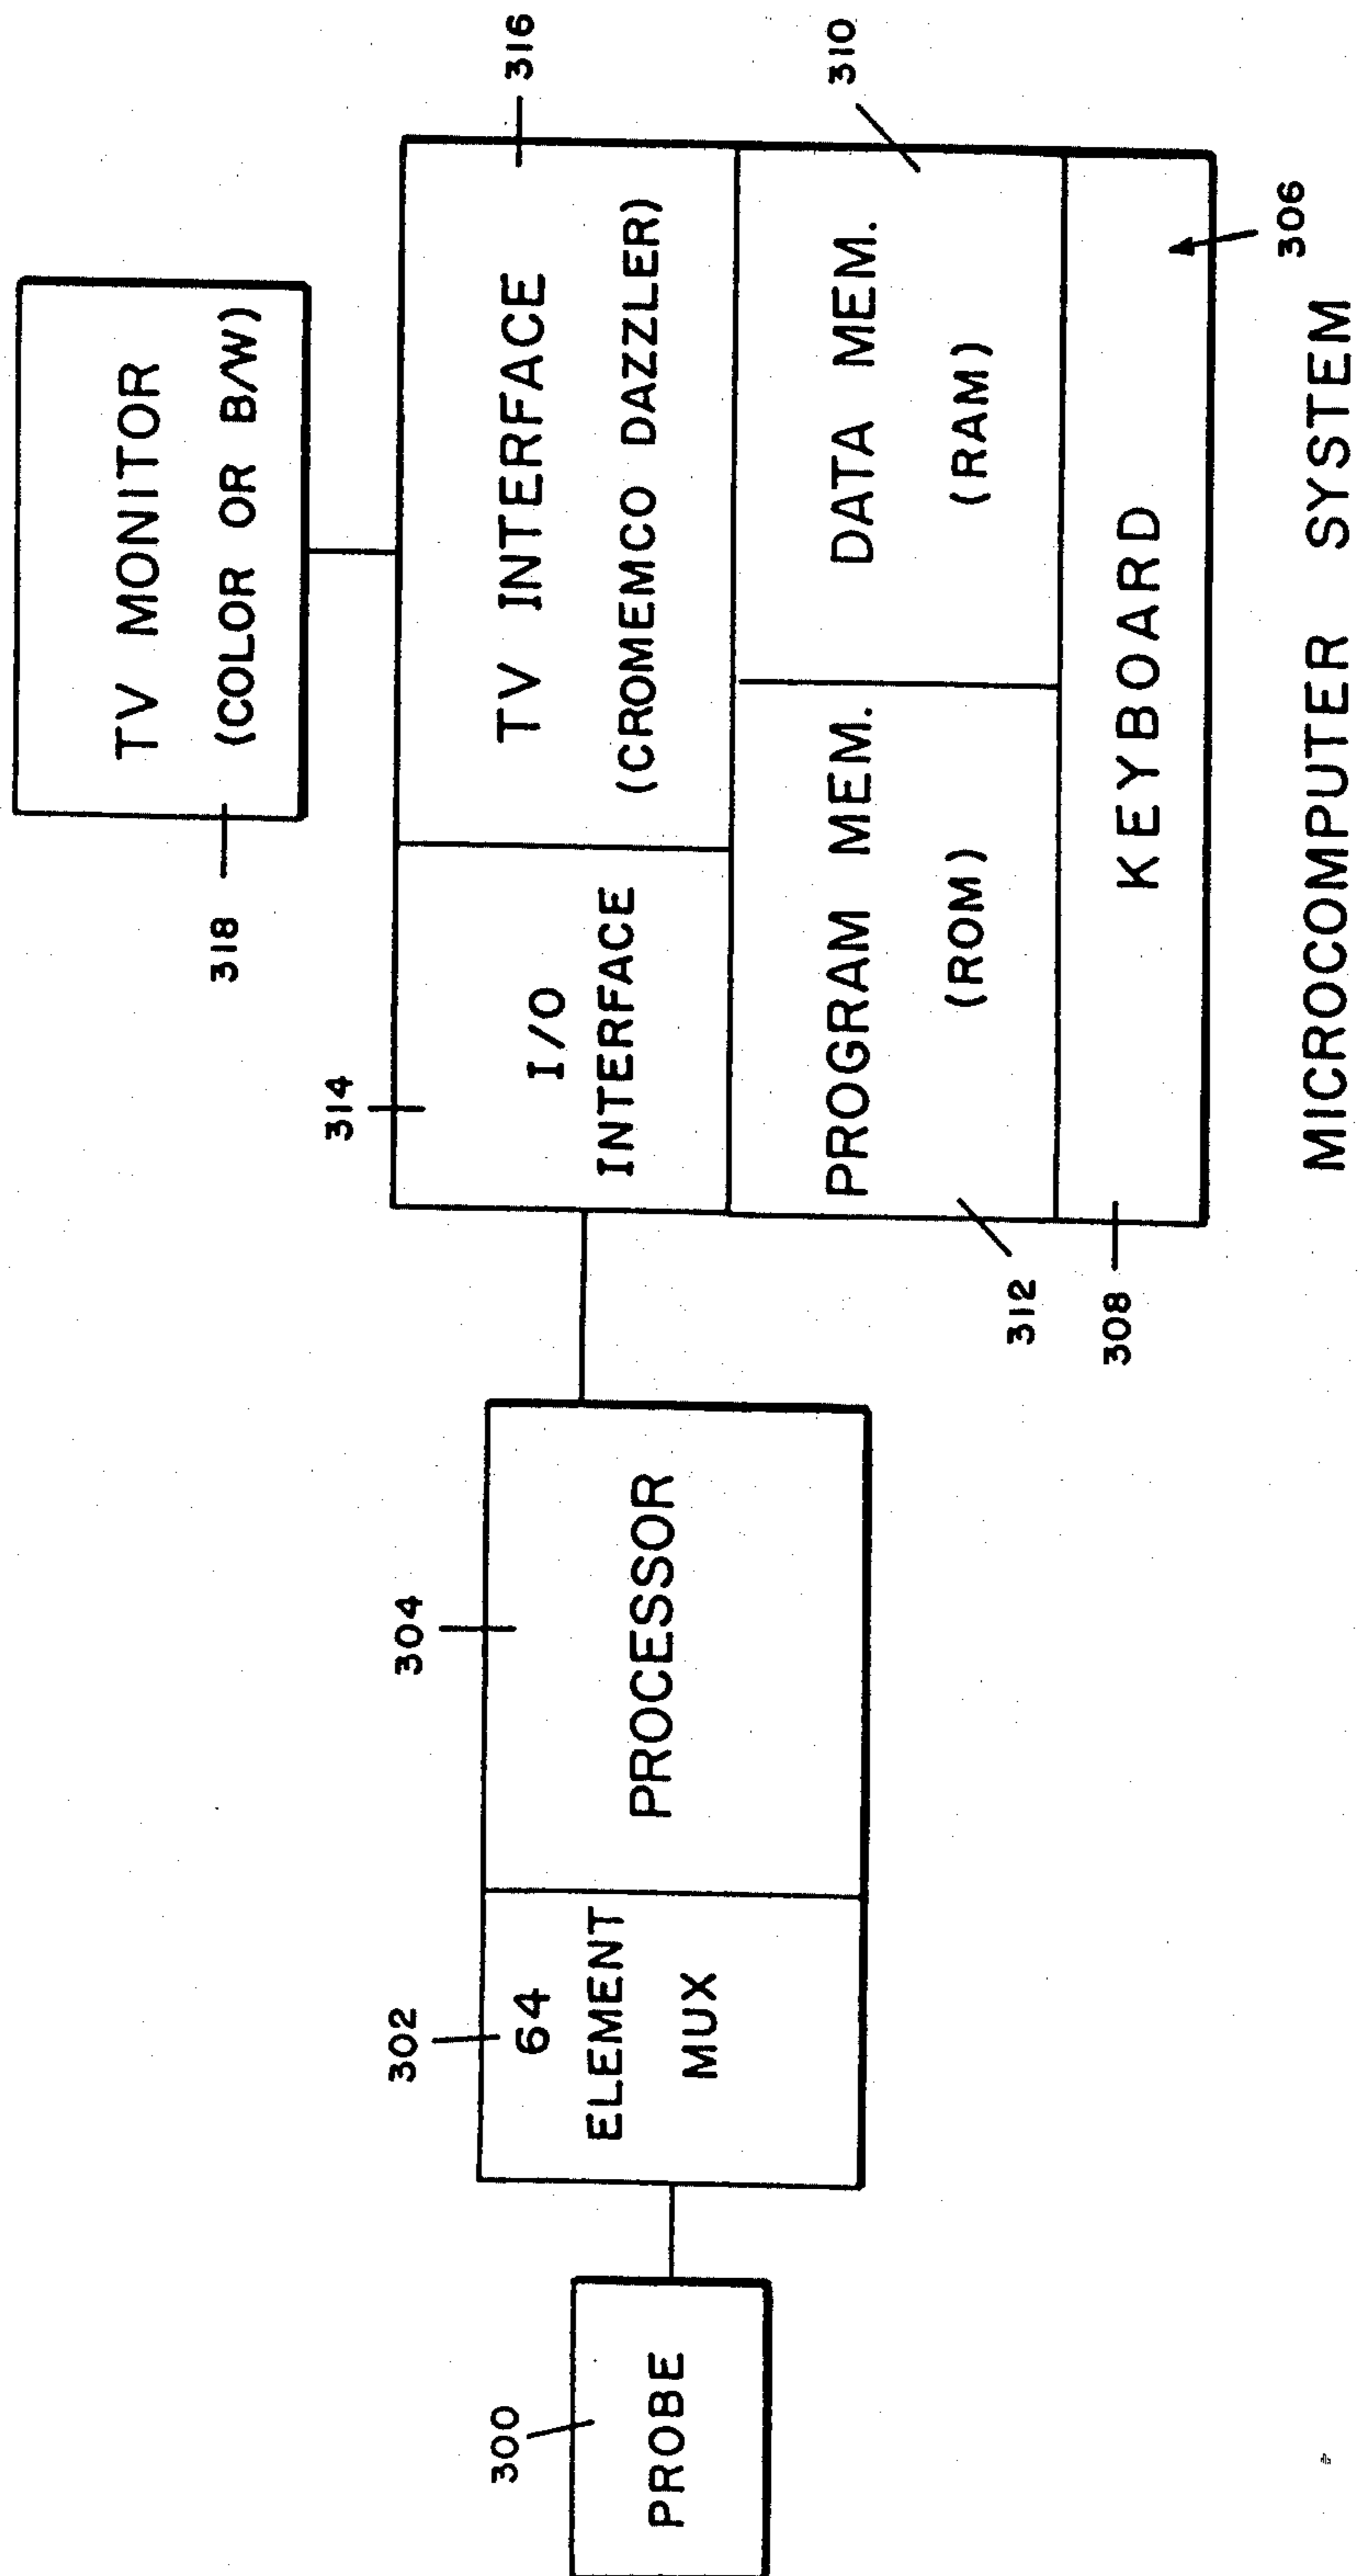 318
TV MONITOR
(COLOR OR B/W)
314
316
I/O
INTERFACE
TV INTERFACE
(CROMEMCO DAZZLER)
310
300
PROBE
302
64
ELEMENT
MUX
304
PROCESSOR
312
PROGRAM MEM.
(ROM)
DATA MEM.
(RAM)
308
KEYBOARD
306
MICROCOMPUTER SYSTEM